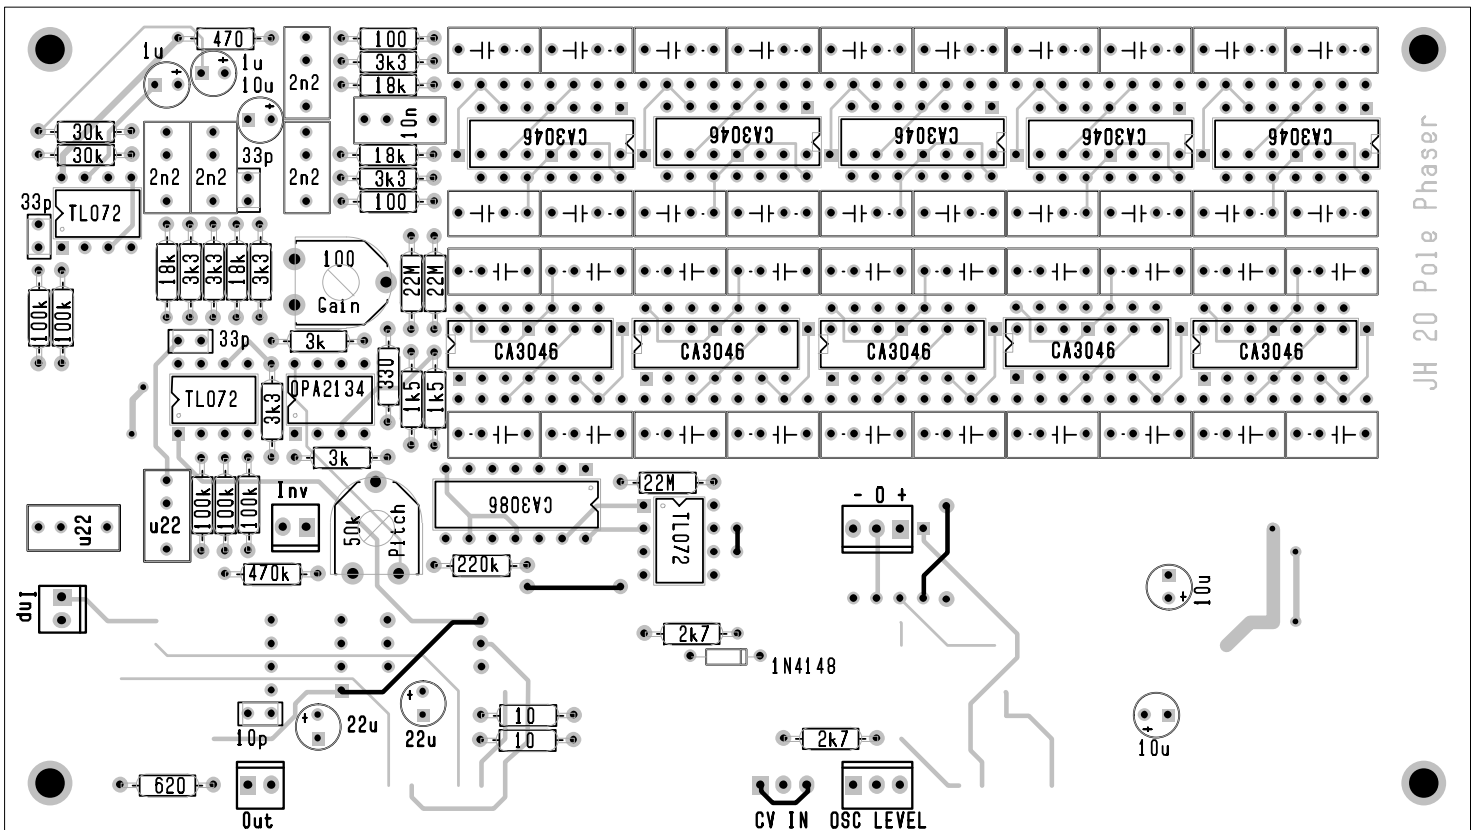 470
100
1u
1u
3k3
2n2
10u
18k
10n
30k
30k
33p
18k
2n2
2n2
2n2
3k3
100
CA3046
CA3046
CA3046
CA3046
CA3046
33p
TL072
18k
3k3
3k3
18k
3k3
100
Gain
22M
22M
100k
100k
33p
3k
330
CA3046
CA3046
CA3046
CA3046
CA3046
TL072
3k3
OPA2134
1k5
1k5
3k
JH 20 Pole Phaser
u22
u22
100k
100k
100k
Inv
50k
Pitch
CA3086
22M
TL072
- 0 +
470k
220k
10u
Inp
2k7
1N4148
10p
22u
22u
10
10
2k7
10u
620
Out
CV IN
OSC LEVEL